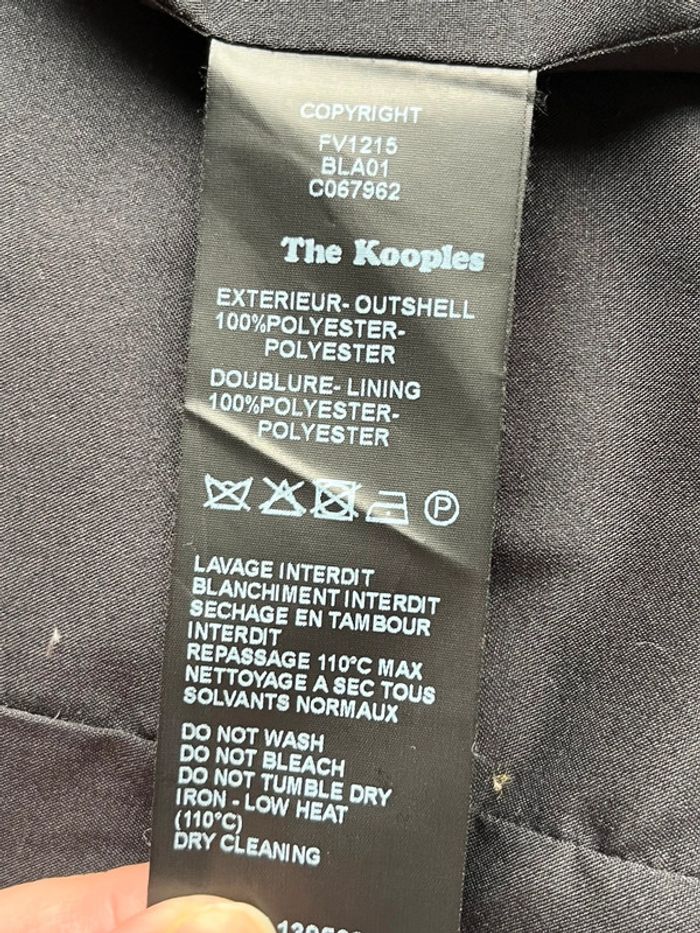 COPYRIGHT
FV1215
BLA01
C067962
The Kooples
EXTERIEUR- OUTSHELL
100%POLYESTER-
POLYESTER
DOUBLURE- LINING
100%POLYESTER-
POLYESTER
P
LAVAGE INTERDIT
BLANCHIMENT INTERDIT
SECHAGE EN TAMBOUR
INTERDIT
REPASSAGE 110°C MAX
NETTOYAGE A SEC TOUS
SOLVANTS NORMAUX
DO NOT WASH
DO NOT BLEACH
DO NOT TUMBLE DRY
IRON - LOW HEAT
(110°C)
DRY CLEANING